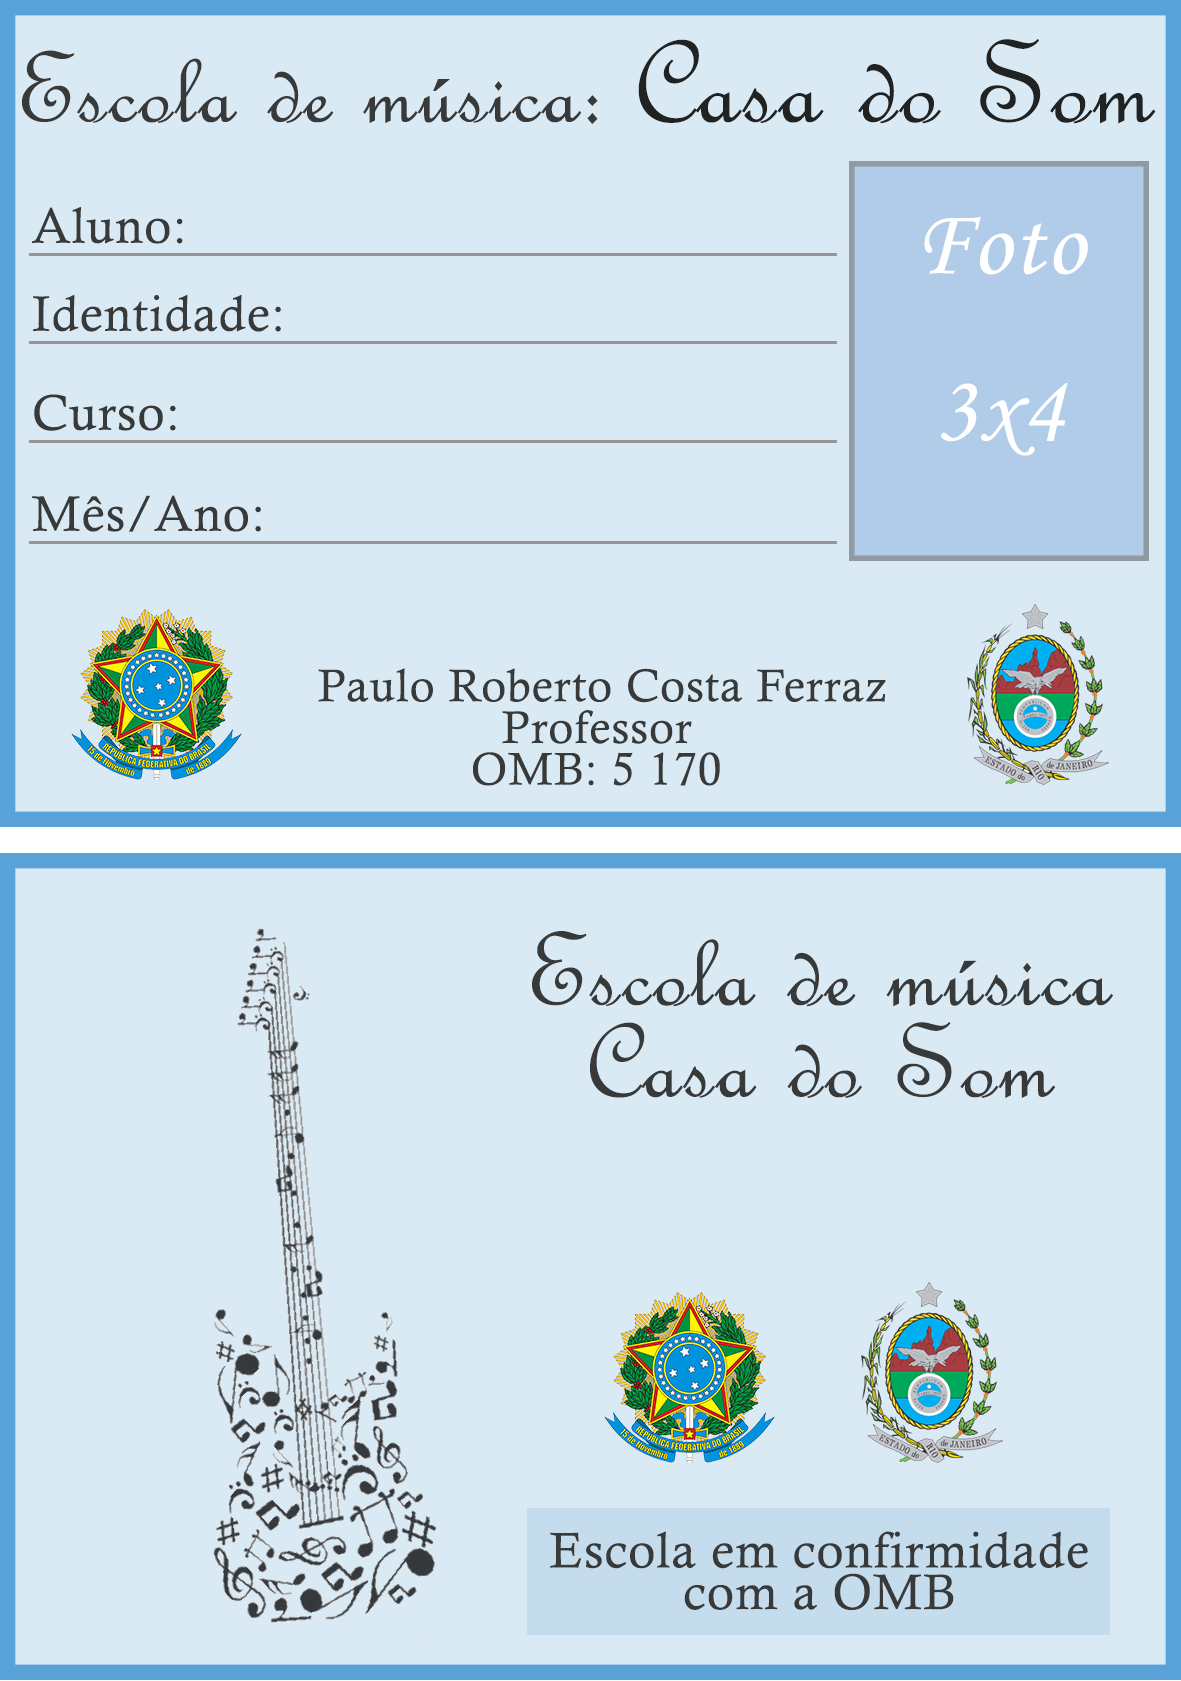 Escola de música: Casa do Som
Aluno:
Identidade:
Curso:
Mês/Ano:
Foto
3x4
Paulo Roberto Costa Ferraz
Professor
OMB: 5 170
REPÚBLICA FEDERATIVA DO BRASIL
15 de Novembro de 1889
ESTADO do RIO de JANEIRO
Escola de música
Casa do Som
REPÚBLICA FEDERATIVA DO BRASIL
15 de Novembro de 1889
ESTADO do RIO de JANEIRO
Escola em confirmidade
com a OMB